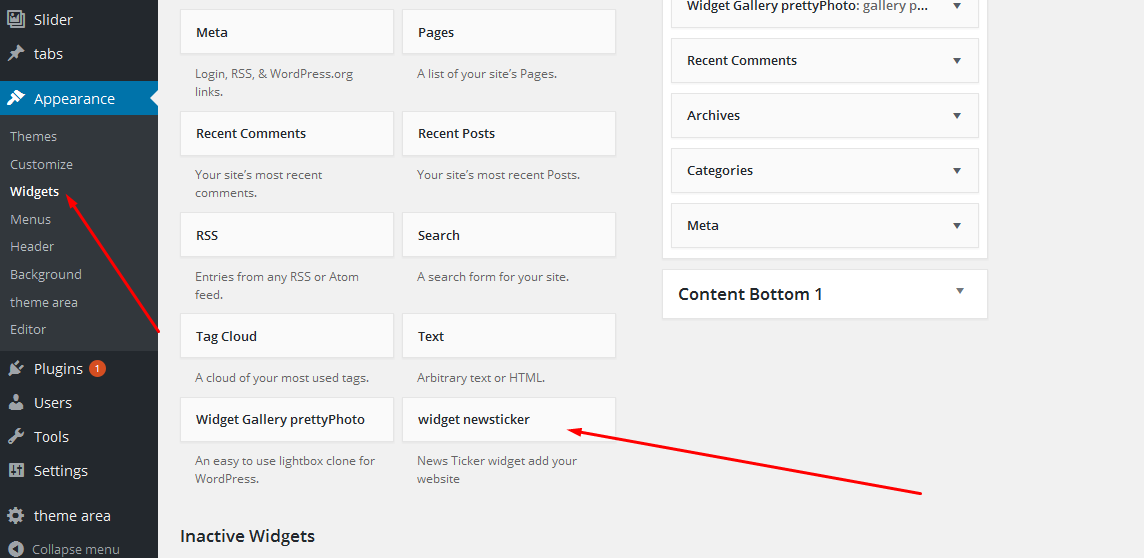 Slider
tabs
Appearance
Themes
Customize
Widgets
Menus
Header
Background
theme area
Editor
Plugins 1
Users
Tools
Settings
theme area
Collapse menu
Meta
Login, RSS, & WordPress.org
links.
Pages
A list of your site's Pages.
Recent Comments
Your site's most recent
comments.
Recent Posts
Your site's most recent Posts.
RSS
Entries from any RSS or Atom
feed.
Search
A search form for your site.
Tag Cloud
A cloud of your most used tags.
Text
Arbitrary text or HTML.
Widget Gallery prettyPhoto
An easy to use lightbox clone for
WordPress.
widget newsticker
News Ticker widget add your
website
Inactive Widgets
Widget Gallery prettyPhoto: gallery p...
Recent Comments
Archives
Categories
Meta
Content Bottom 1